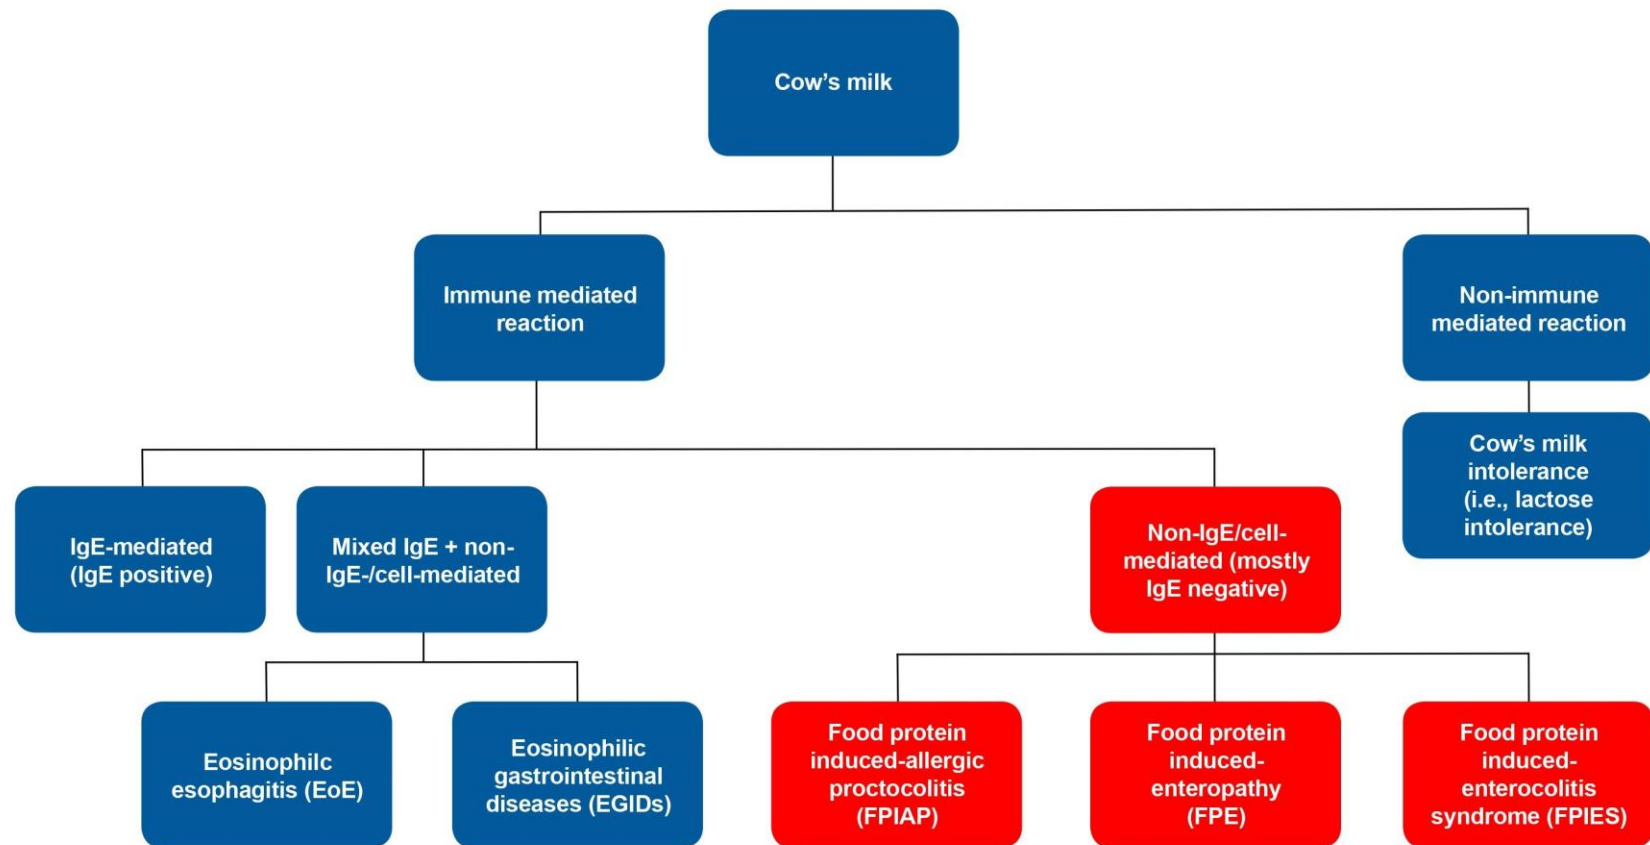 Cow's milk
Immune mediated
reaction
Non-immune
mediated reaction
Cow's milk
intolerance
(i.e., lactose
intolerance)
IgE-mediated
(IgE positive)
Mixed IgE + non-
IgE-/cell-mediated
Non-IgE/cell-
mediated (mostly
IgE negative)
Eosinophilc
esophagitis (EoE)
Eosinophilic
gastrointestinal
diseases (EGIDs)
Food protein
induced-allergic
proctocolitis
(FPIAP)
Food protein
induced-
enteropathy
(FPE)
Food protein
induced-
enterocolitis
syndrome (FPIES)